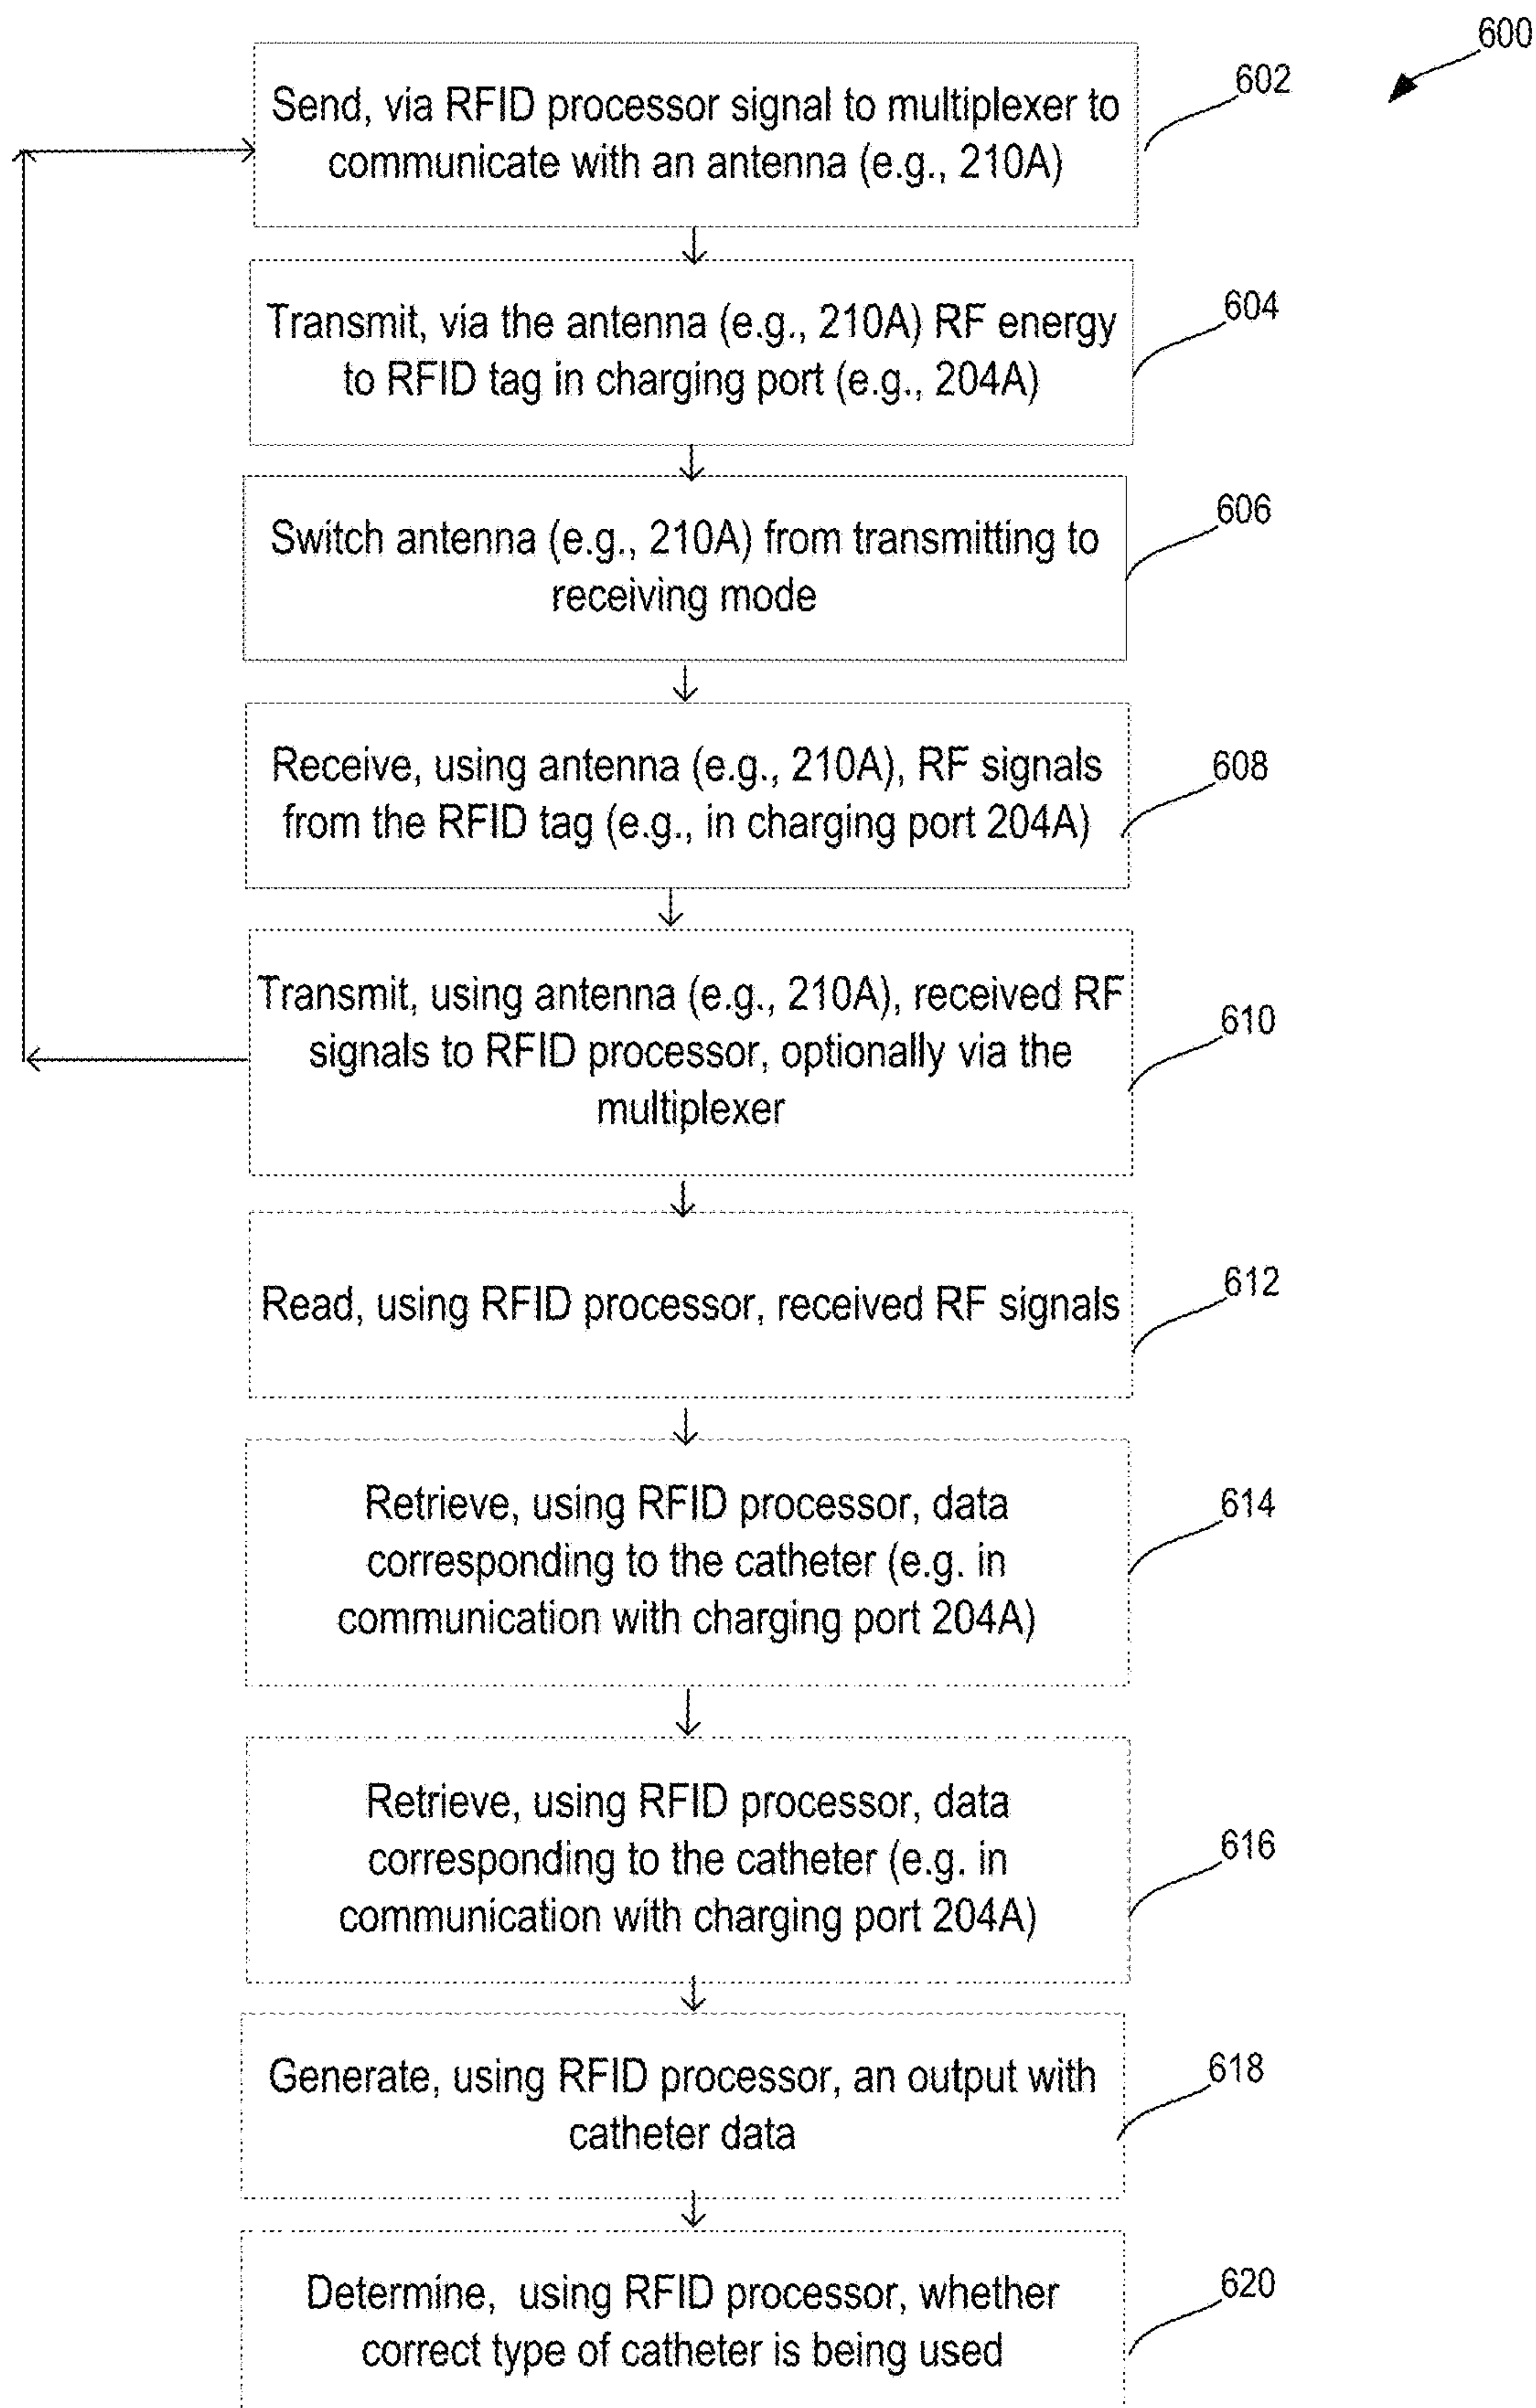 600
602
Send, via RFID processor signal to multiplexer to
communicate with an antenna (e.g., 210A)
604
Transmit, via the antenna (e.g., 210A) RF energy
to RFID tag in charging port (e.g., 204A)
606
Switch antenna (e.g., 210A) from transmitting to
receiving mode
608
Receive, using antenna (e.g., 210A), RF signals
from the RFID tag (e.g., in charging port 204A)
610
Transmit, using antenna (e.g., 210A), received RF
signals to RFID processor, optionally via the
multiplexer
612
Read, using RFID processor, received RF signals
614
Retrieve, using RFID processor, data
corresponding to the catheter (e.g. in
communication with charging port 204A)
616
Retrieve, using RFID processor, data
corresponding to the catheter (e.g. in
communication with charging port 204A)
618
Generate, using RFID processor, an output with
catheter data
620
Determine, using RFID processor, whether
correct type of catheter is being used